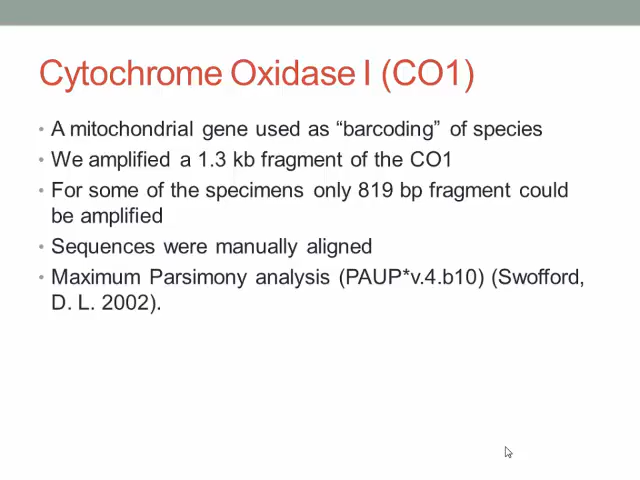 Cytochrome Oxidase I (CO1)
• A mitochondrial gene used as “barcoding” of species
• We amplified a 1.3 kb fragment of the CO1
• For some of the specimens only 819 bp fragment could
be amplified
• Sequences were manually aligned
• Maximum Parsimony analysis (PAUP*v.4.b10) (Swofford,
D. L. 2002).